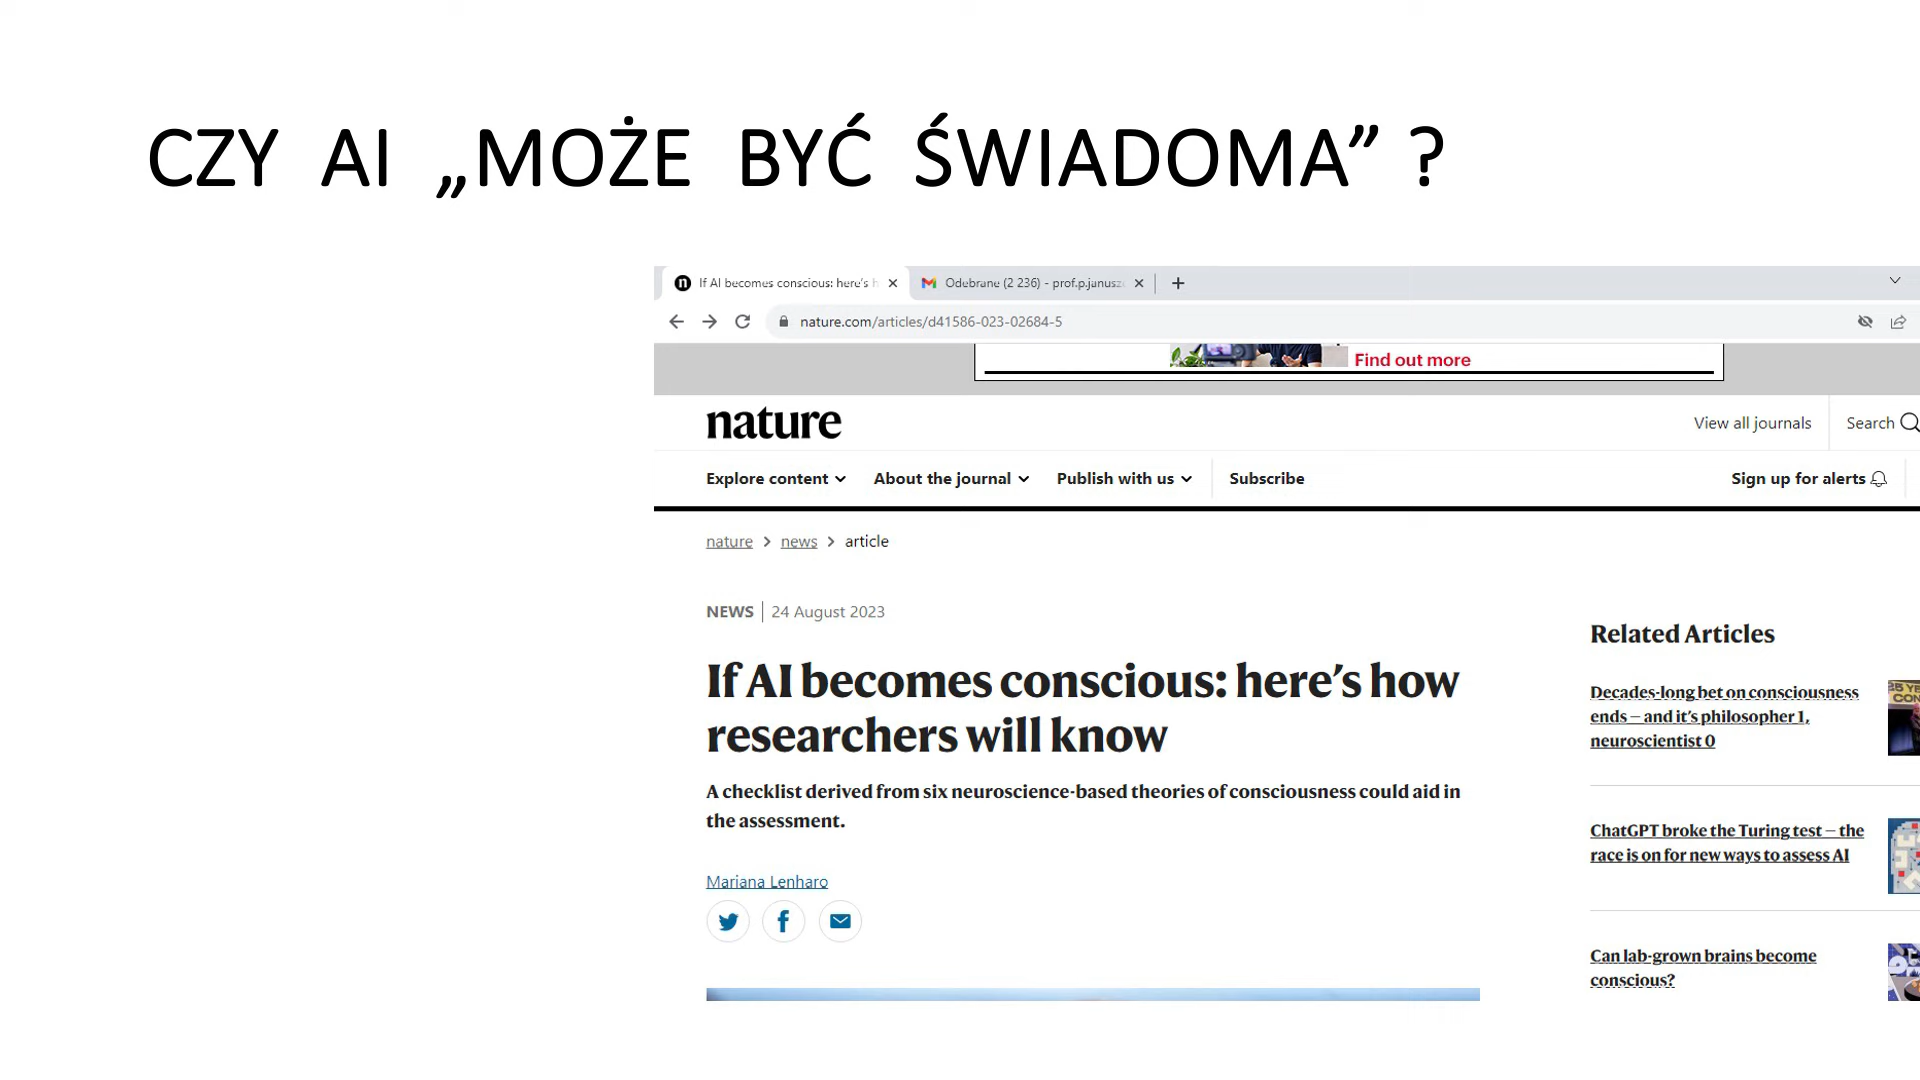 CZY AI „MOŻE BYĆ ŚWIADOMA” ?
If AI becomes conscious: here’s h
Odebrane (2 236) - prof.p.janusz
nature.com/articles/d41586-023-02684-5
Find out more
nature
View all journals
Search
Explore content
About the journal
Publish with us
Subscribe
Sign up for alerts
nature > news > article
NEWS | 24 August 2023
If AI becomes conscious: here’s how
researchers will know
A checklist derived from six neuroscience-based theories of consciousness could aid in
the assessment.
Mariana Lenharo
Related Articles
Decades-long bet on consciousness
ends — and it’s philosopher 1,
neuroscientist 0
ChatGPT broke the Turing test — the
race is on for new ways to assess AI
Can lab-grown brains become
conscious?